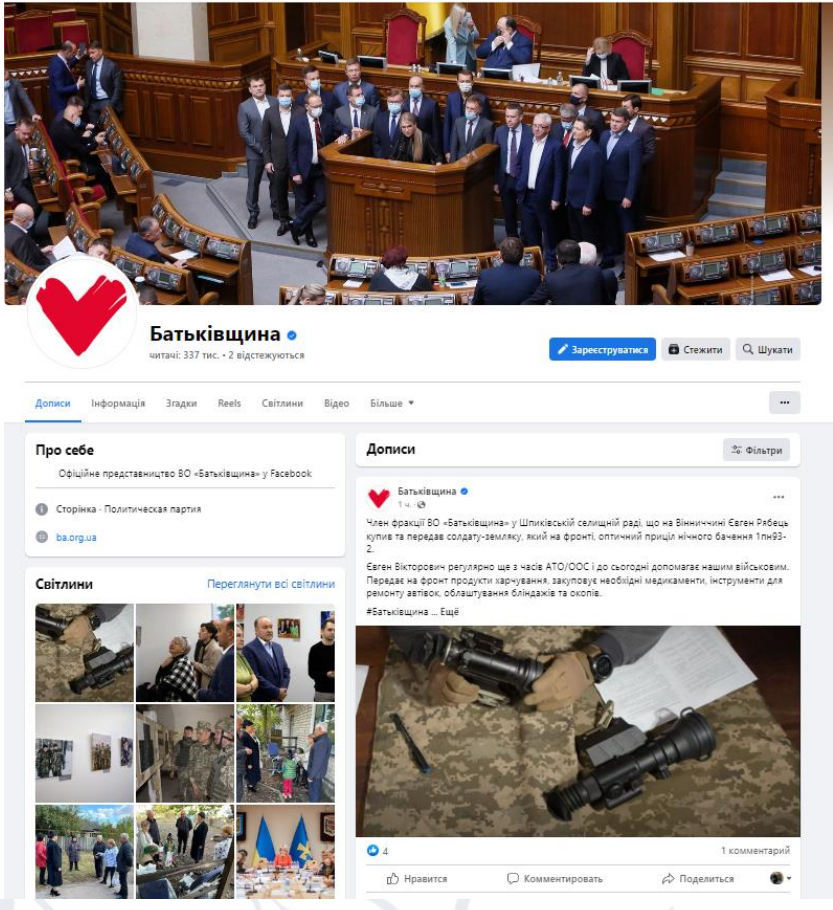 Батьківщина
читачі: 337 тис. • 2 відстежуються
Зареєструватися
Стежити
Шукати
Дописи
Інформація
Згадки
Reels
Світлини
Відео
Більше
Про себе
Офіційне представництво ВО «Батьківщина» у Facebook
Сторінка · Политическая партия
ba.org.ua
Світлини
Переглянути всі світлини
Дописи
Фільтри
Батьківщина
1 ч. ·
Член фракції ВО «Батьківщина» у Шпиківській селищній раді, що на Вінниччині Євген Рябець
купив та передав солдату-земляку, який на фронті, оптичний приціл нічного бачення 1пн93-
2.
Євген Вікторович регулярно ще з часів АТО/ООС і до сьогодні допомагає нашим військовим.
Передає на фронт продукти харчування, закуповує необхідні медикаменти, інструменти для
ремонту автівок, облаштування бліндажів та окопів.
#Батьківщина ... Ещё
4
1 комментарий
Нравится
Комментировать
Поделиться